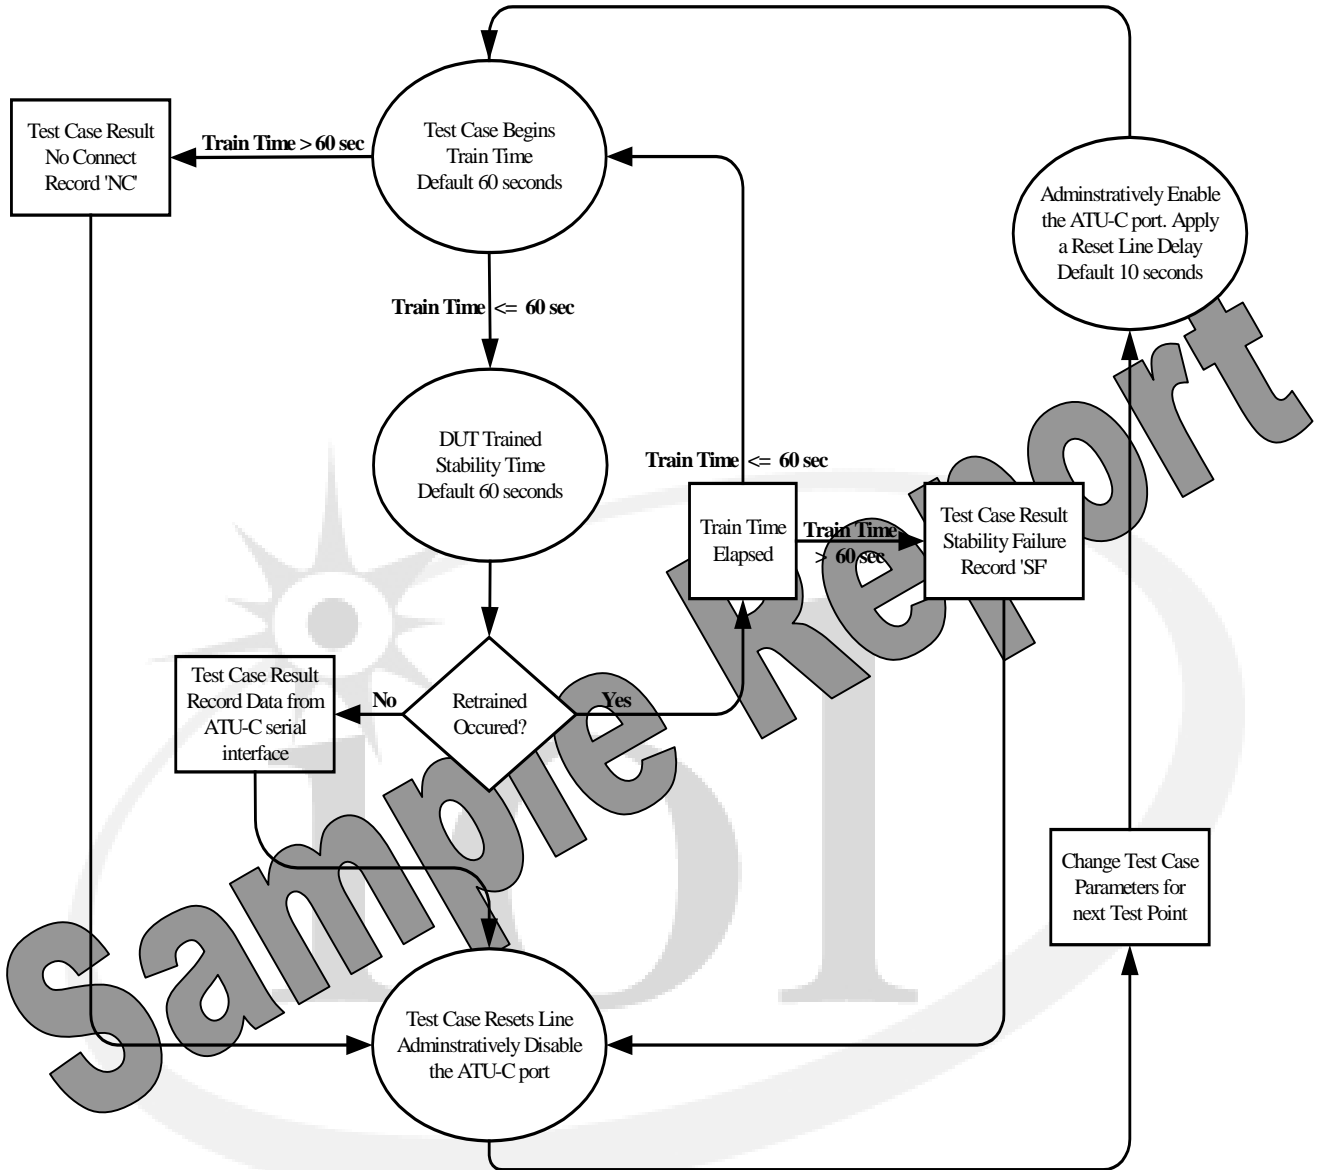 Test Case Begins
Train Time
Default 60 seconds
Train Time > 60 sec
Test Case Result
No Connect
Record 'NC'
Adminstratively Enable
the ATU-C port. Apply
a Reset Line Delay
Default 10 seconds
Train Time <= 60 sec
DUT Trained
Stability Time
Default 60 seconds
Train Time <= 60 sec
Train Time
Elapsed
Train Time
> 60 sec
Test Case Result
Stability Failure
Record 'SF'
Retrained
Occured?
No
Yes
Test Case Result
Record Data from
ATU-C serial
interface
Change Test Case
Parameters for
next Test Point
Test Case Resets Line
Adminstratively Disable
the ATU-C port
Sample Report
iol